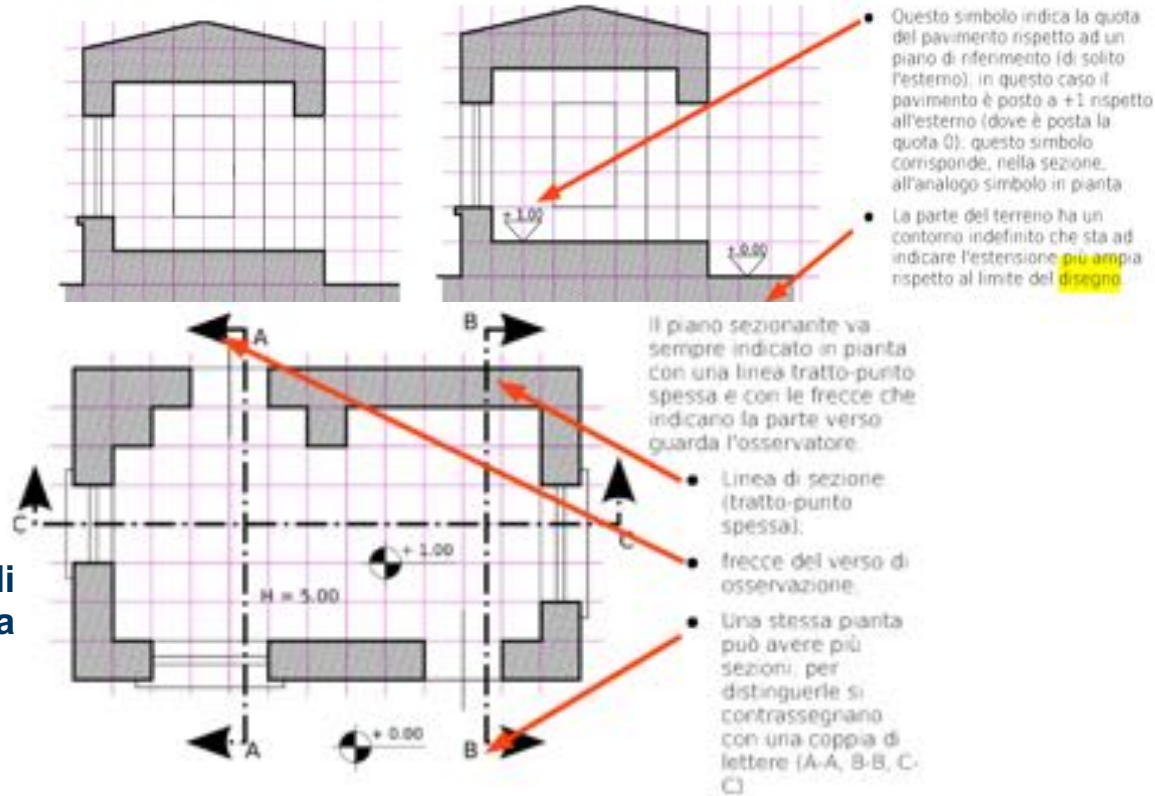 Questo simbolo indica la quota
del pavimento rispetto ad un
piano di riferimento (di solito
l'esterno), in questo caso il
pavimento è posto a +1 rispetto
all'esterno (dove è posta la
quota 0): questo simbolo
corrisponde, nella sezione,
all'analogo simbolo in pianta
+ 1.00
La parte del terreno ha un
contorno indefinito che sta ad
indicare l'estensione più ampia
rispetto al limite del disegno
+ 0.00
A
B
Il piano sezionante va
sempre indicato in pianta
con una linea tratto-punto
spessa e con le frecce che
indicano la parte verso
guarda l'osservatore.
Linea di sezione
(tratto-punto
spessa).
C
C
frecce del verso di
osservazione.
+ 1.00
H = 5.00
li
a
Una stessa pianta
può avere più
sezioni, per
distinguerle si
contrassegnano
con una coppia di
lettere (A-A, B-B, C-
C)
A
+ 0.00
B